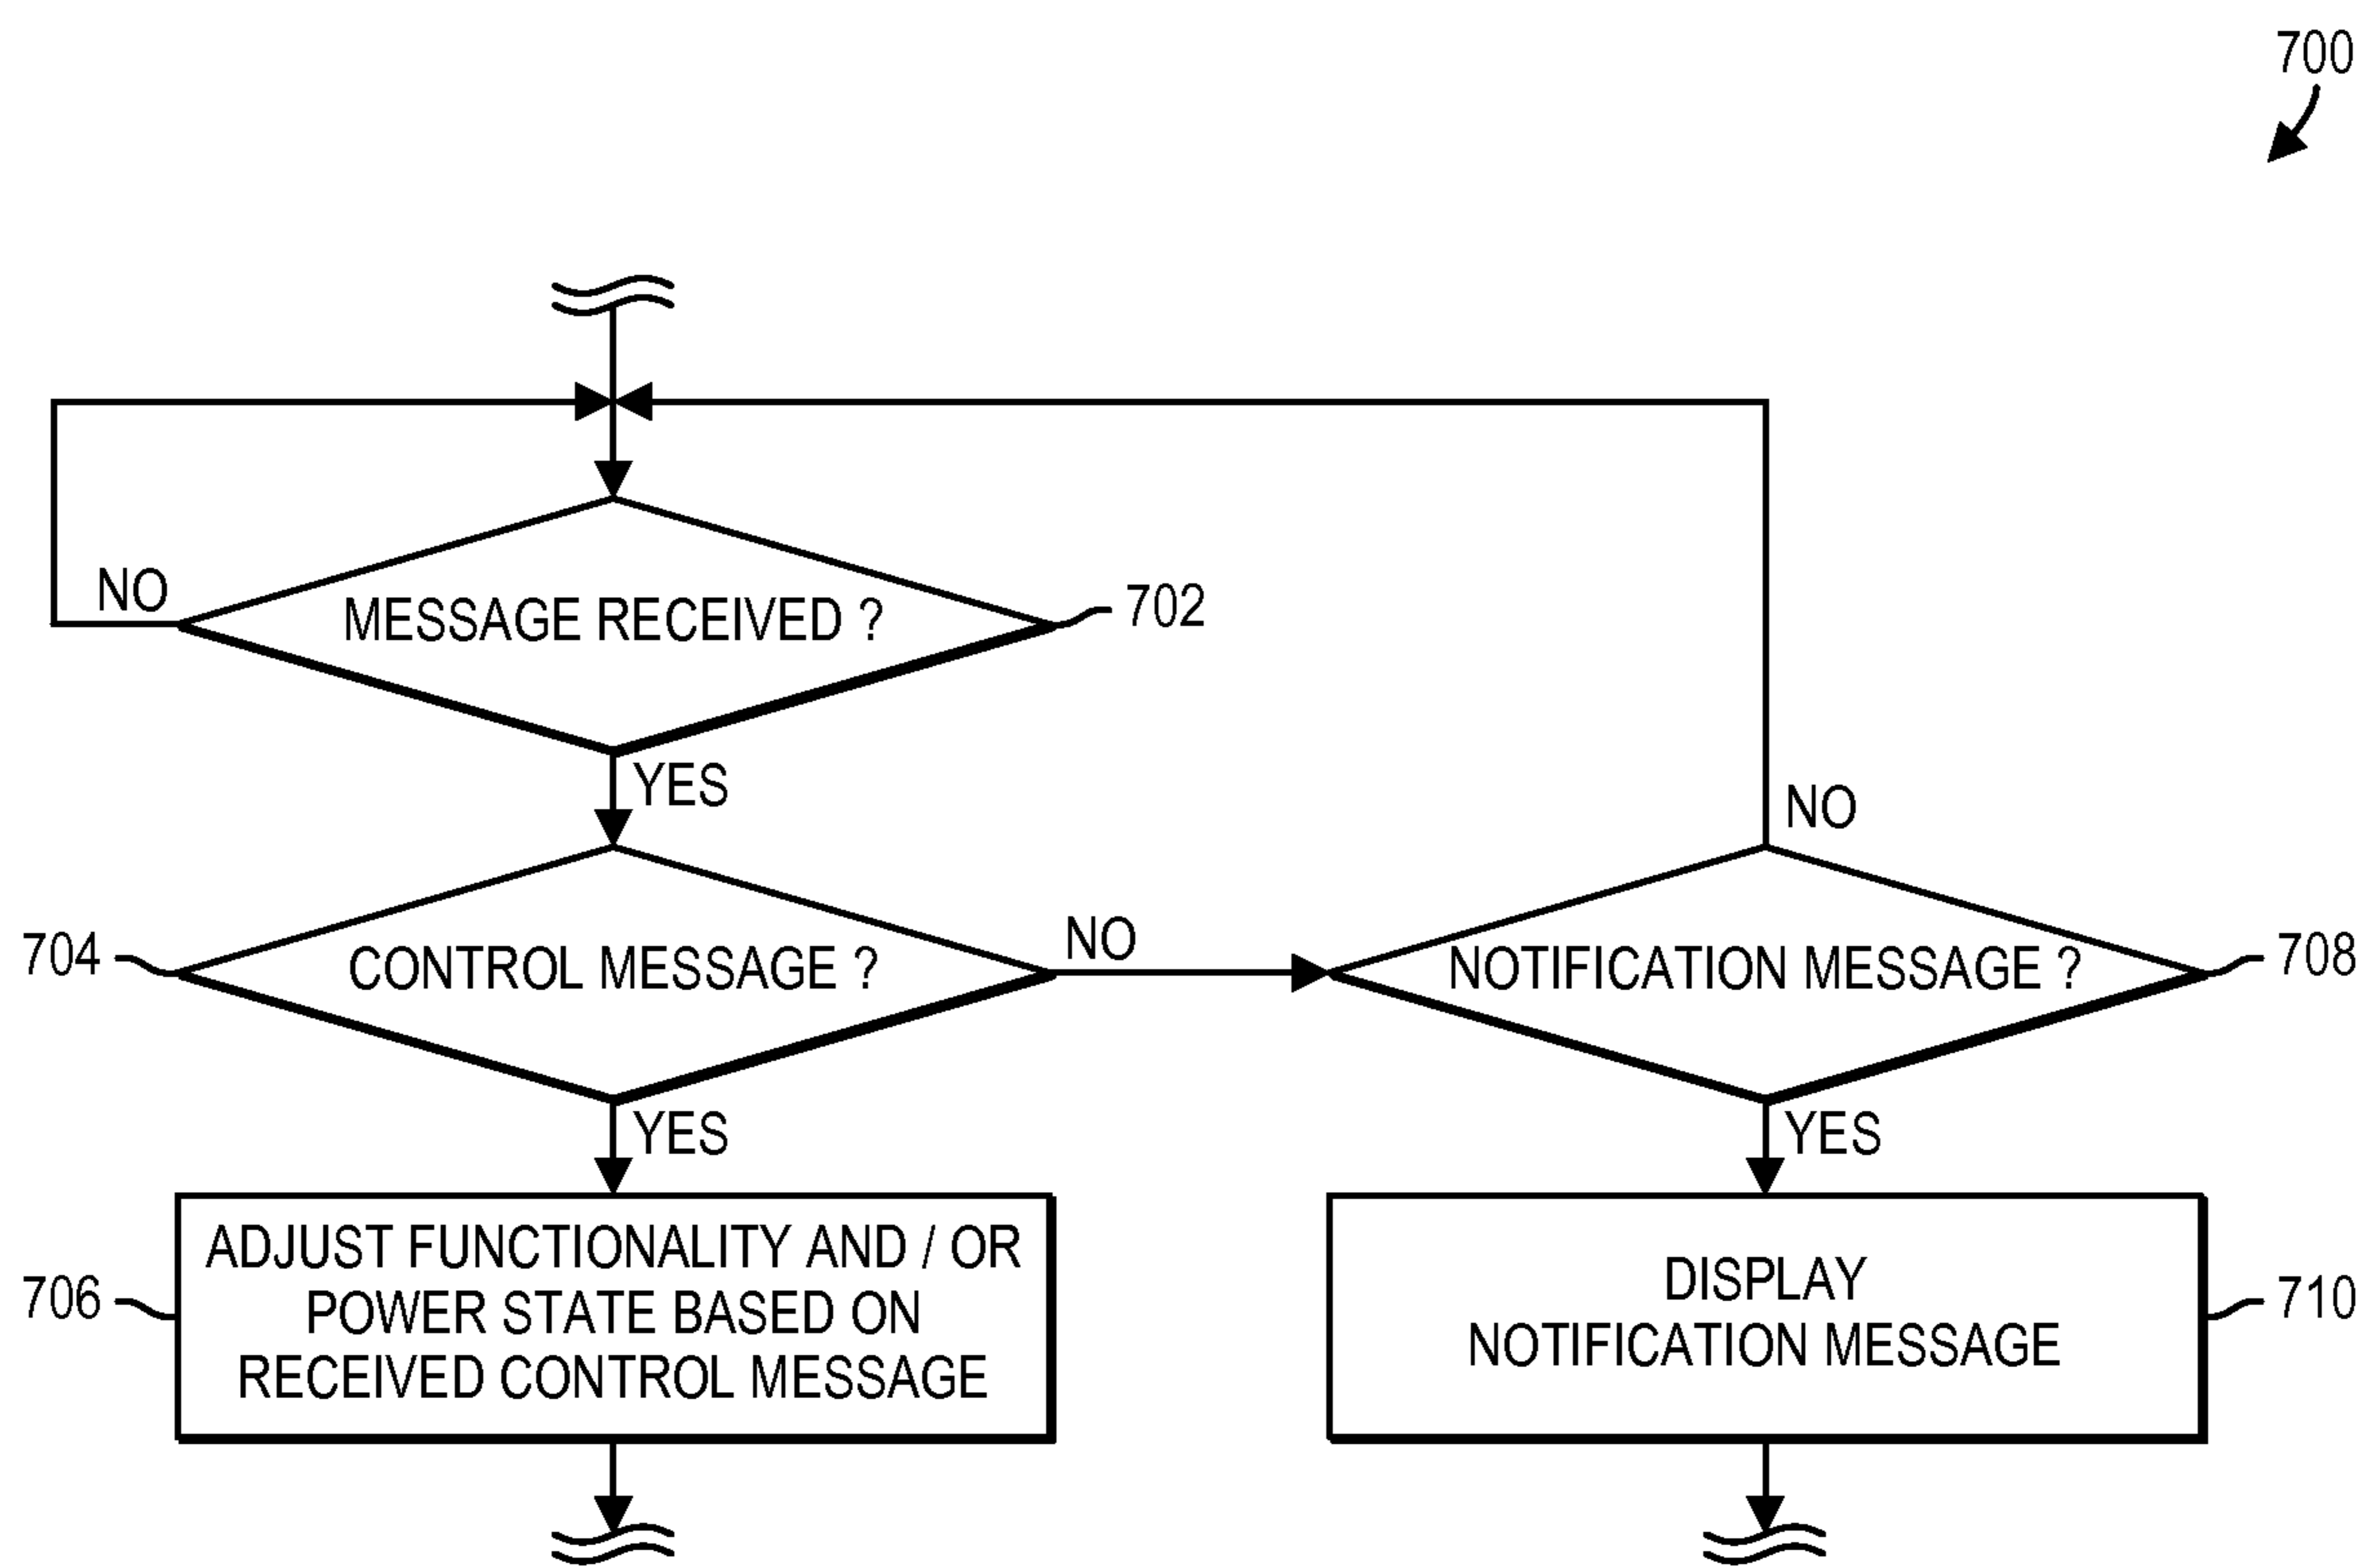 700
NO
MESSAGE RECEIVED ?
702
YES
NO
704
CONTROL MESSAGE ?
NO
NOTIFICATION MESSAGE ?
708
YES
YES
706
ADJUST FUNCTIONALITY AND / OR
POWER STATE BASED ON
RECEIVED CONTROL MESSAGE
DISPLAY
NOTIFICATION MESSAGE
710